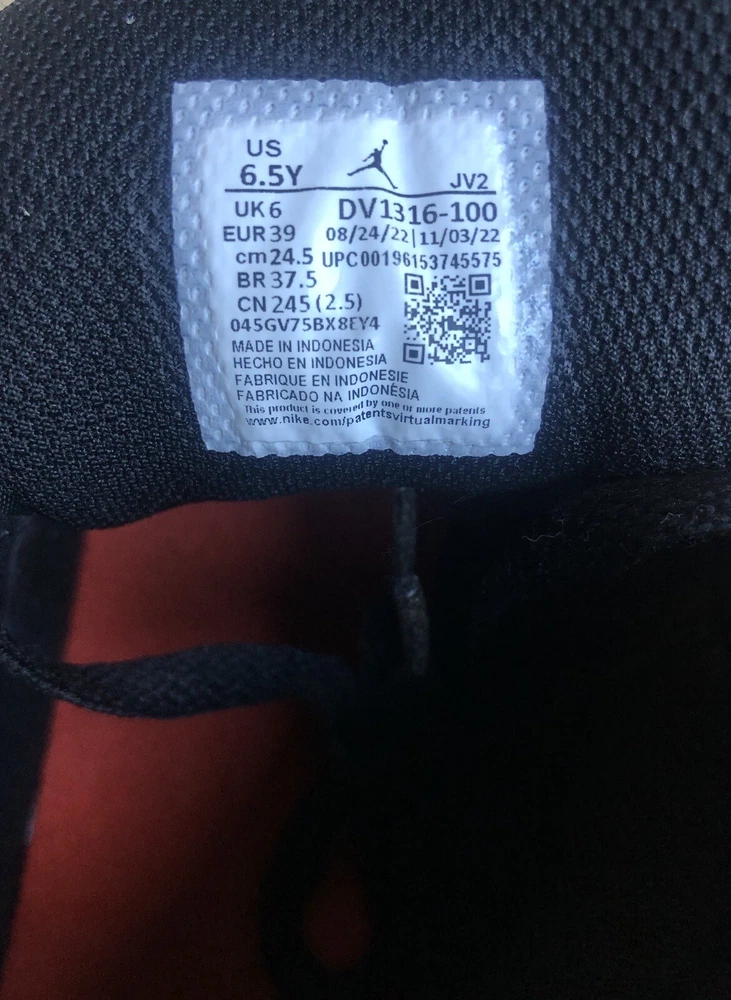 US
6.5Y
JV2
UK 6
DV1316-100
EUR 39
08/24/22|11/03/22
cm 24.5
UPC00196153745575
BR 37.5
CN 245 (2.5)
045GV75BX8EY4
MADE IN INDONESIA
HECHO EN INDONESIA
FABRIQUE EN INDONESIE
FABRICADO NA INDONÉSIA
This product is covered by one or more patents
www.nike.com/patentsvirtualmarking